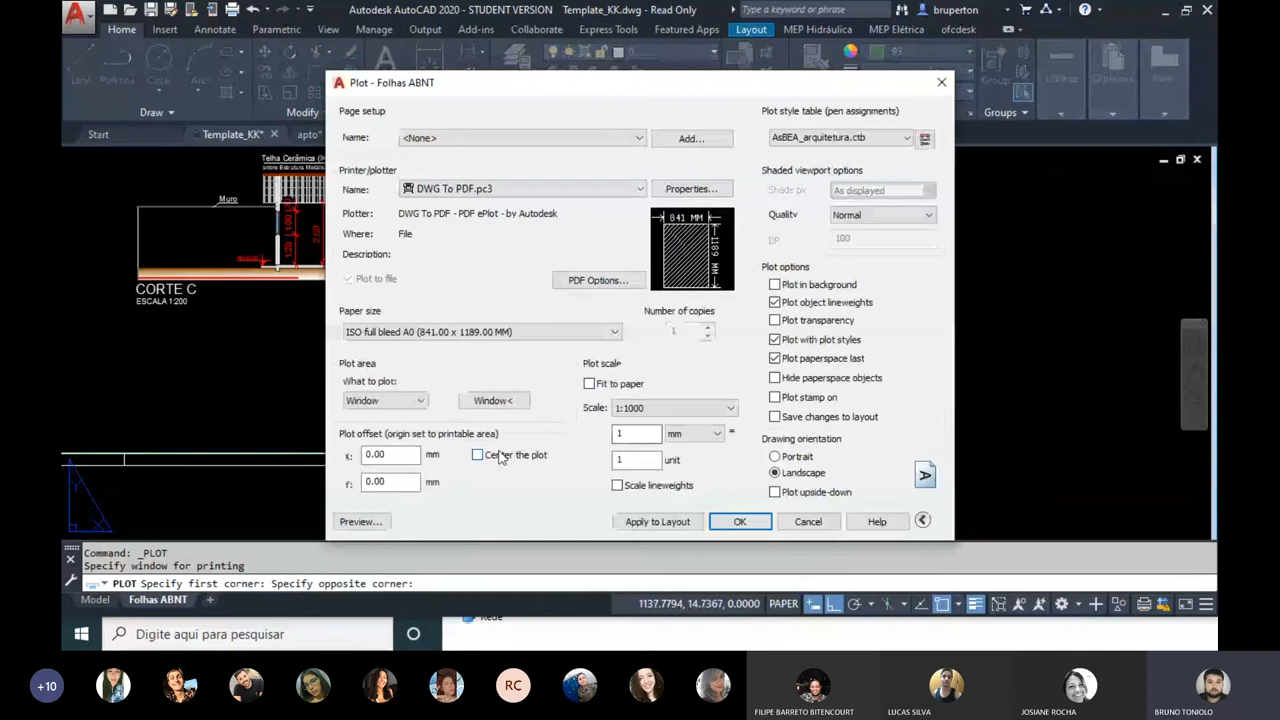 Autodesk AutoCAD 2020 - STUDENT VERSION Template_KK.dwg - Read Only
Type a keyword or phrase
bruperton
Home Insert Annotate Parametric View Manage Output Add-ins Collaborate Express Tools Featured Apps Layout MEP Hidráulica MEP Elétrica ofcdesk
93
Draw Modify Groups
Group
Start Template_KK* apto*
Plot - Folhas ABNT
Page setup
Name: <None> Add...
Plot style table (pen assignments)
AsBEA_arquitetura.ctb
Printer/plotter
Name: DWG To PDF.pc3 Properties...
Plotter: DWG To PDF - PDF ePlot - by Autodesk
Where: File
Description:
Plot to file
PDF Options...
841 MM
1189 MM
Shaded viewport options
As displayed
Quality Normal
100
Paper size
ISO full bleed A0 (841.00 x 1189.00 MM)
Number of copies
1
Plot area
What to plot:
Window Window<
Plot offset (origin set to printable area)
X: 0.00 mm Center the plot
Y: 0.00 mm
Plot scale
Fit to paper
Scale: 1:1000
1 mm =
1 unit
Scale lineweights
Plot options
Plot in background
Plot object lineweights
Plot transparency
Plot with plot styles
Plot paperspace last
Hide paperspace objects
Plot stamp on
Save changes to layout
Drawing orientation
Portrait
Landscape
Plot upside-down
A
Preview... Apply to Layout OK Cancel Help
Telha Cerâmica
Muro
CORTE C
ESCALA 1:200
Command: _PLOT
Specify window for printing
PLOT Specify first corner: Specify opposite corner:
Model Folhas ABNT +
1137.7794, 14.7367, 0.0000 PAPER
Digite aqui para pesquisar
Rede
+10
RC
FILIPE BARRETO BITENCOURT LUCAS SILVA JOSIANE ROCHA BRUNO TONIOLO